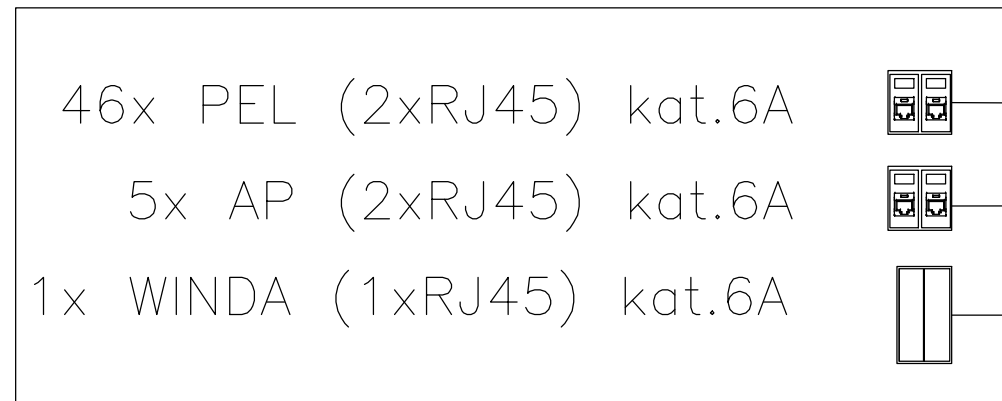 46x PEL (2xRJ45) kat.6A
5x AP (2xRJ45) kat.6A
1x WINDA (1xRJ45) kat.6A